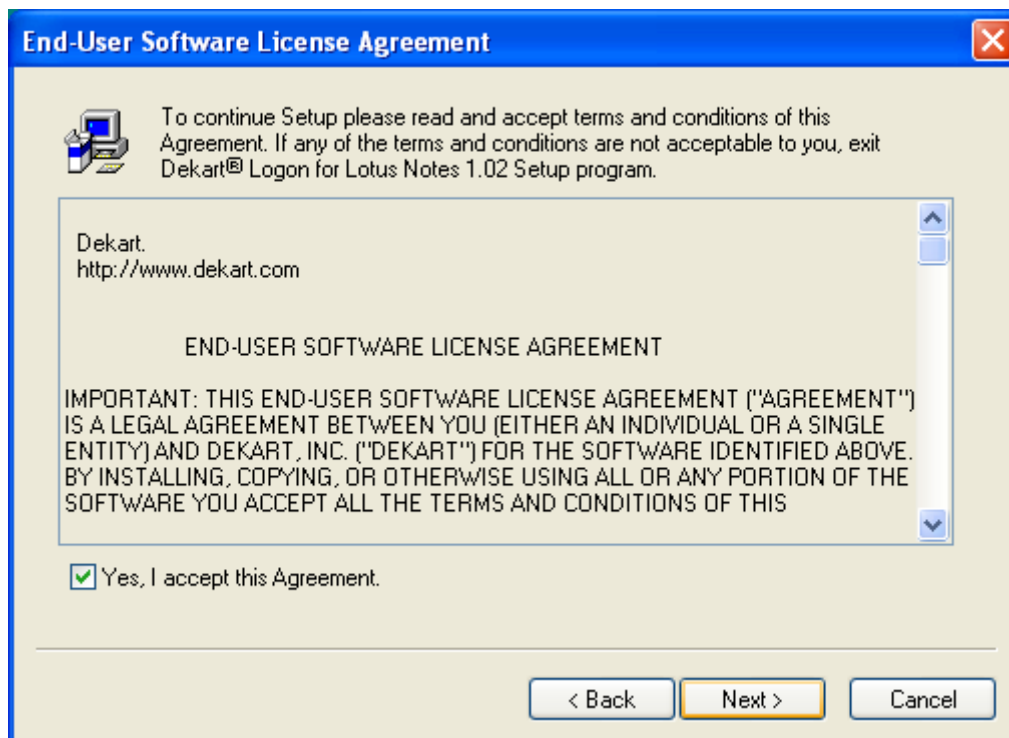 End-User Software License Agreement
To continue Setup please read and accept terms and conditions of this
Agreement. If any of the terms and conditions are not acceptable to you, exit
Dekart® Logon for Lotus Notes 1.02 Setup program.
Dekart.
http://www.dekart.com
END-USER SOFTWARE LICENSE AGREEMENT
IMPORTANT: THIS END-USER SOFTWARE LICENSE AGREEMENT ("AGREEMENT")
IS A LEGAL AGREEMENT BETWEEN YOU (EITHER AN INDIVIDUAL OR A SINGLE
ENTITY) AND DEKART, INC. ("DEKART") FOR THE SOFTWARE IDENTIFIED ABOVE.
BY INSTALLING, COPYING, OR OTHERWISE USING ALL OR ANY PORTION OF THE
SOFTWARE YOU ACCEPT ALL THE TERMS AND CONDITIONS OF THIS
Yes, I accept this Agreement.
< Back Next > Cancel